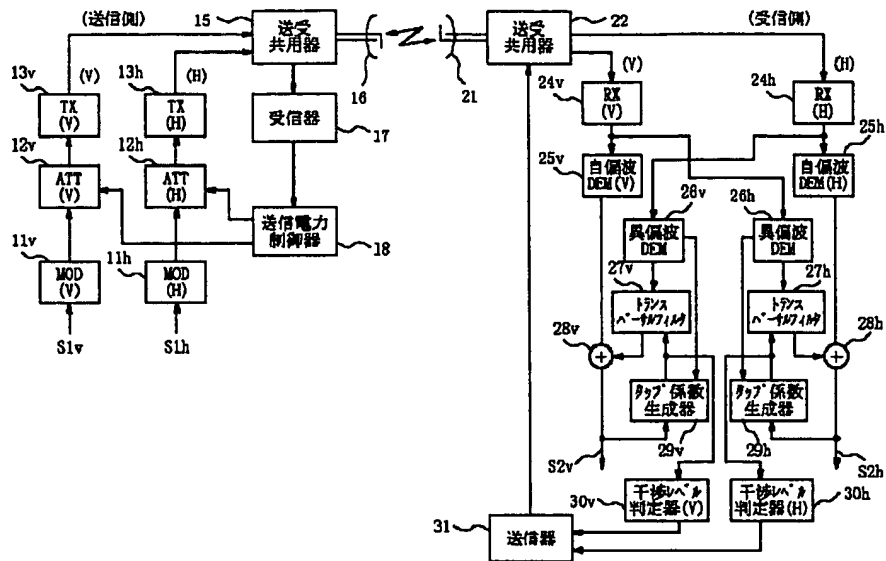 (送信側)
15
送受
共用器
22
送受
共用器
(受信側)
13v
(V)
13h
(H)
16
21
(V)
(H)
TX
(V)
TX
(H)
24v
RX
(V)
24h
RX
(H)
受信器
17
12v
12h
25v
自偏波
DEM(V)
25h
自偏波
DEM(H)
ATT
(V)
ATT
(H)
26v
異偏波
DEM
26h
異偏波
DEM
送信電力
制御器
18
11v
11h
MOD
(V)
MOD
(H)
27v
トランス
バーサルフィルタ
27h
トランス
バーサルフィルタ
S1v
S1h
28v
+
28h
+
タップ係数
生成器
タップ係数
生成器
29v
29h
S2v
S2h
干渉レベル
判定器(V)
干渉レベル
判定器(H)
30v
30h
31
送信器